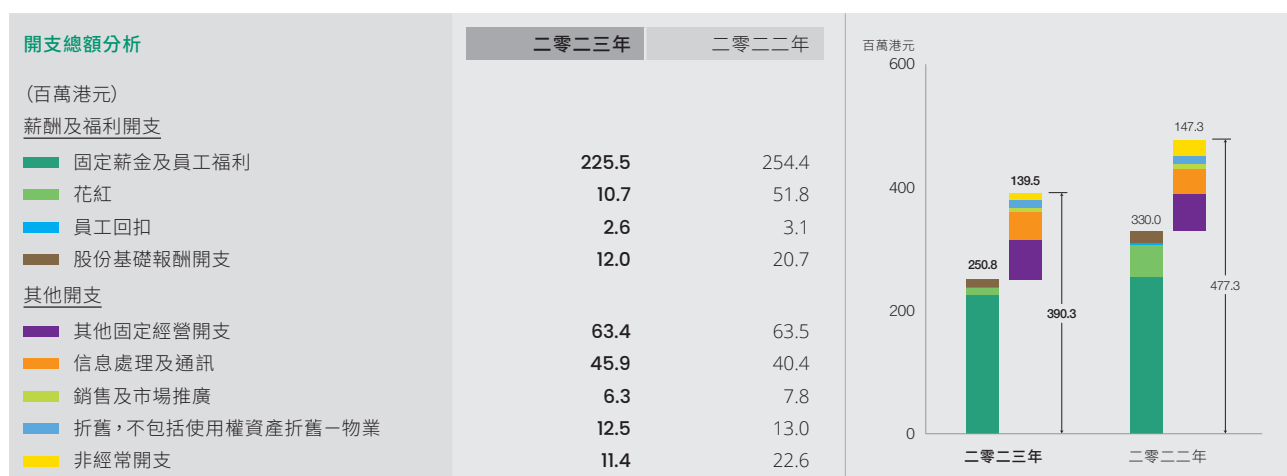 開支總額分析 二零二三年 二零二二年
(百萬港元)
薪酬及福利開支
固定薪金及員工福利 225.5 254.4
花紅 10.7 51.8
員工回扣 2.6 3.1
股份基礎報酬開支 12.0 20.7
其他開支
其他固定經營開支 63.4 63.5
信息處理及通訊 45.9 40.4
銷售及市場推廣 6.3 7.8
折舊，不包括使用權資產折舊－物業 12.5 13.0
非經常開支 11.4 22.6
百萬港元
600
400
200
0
250.8
139.5
390.3
330.0
147.3
477.3
二零二三年 二零二二年